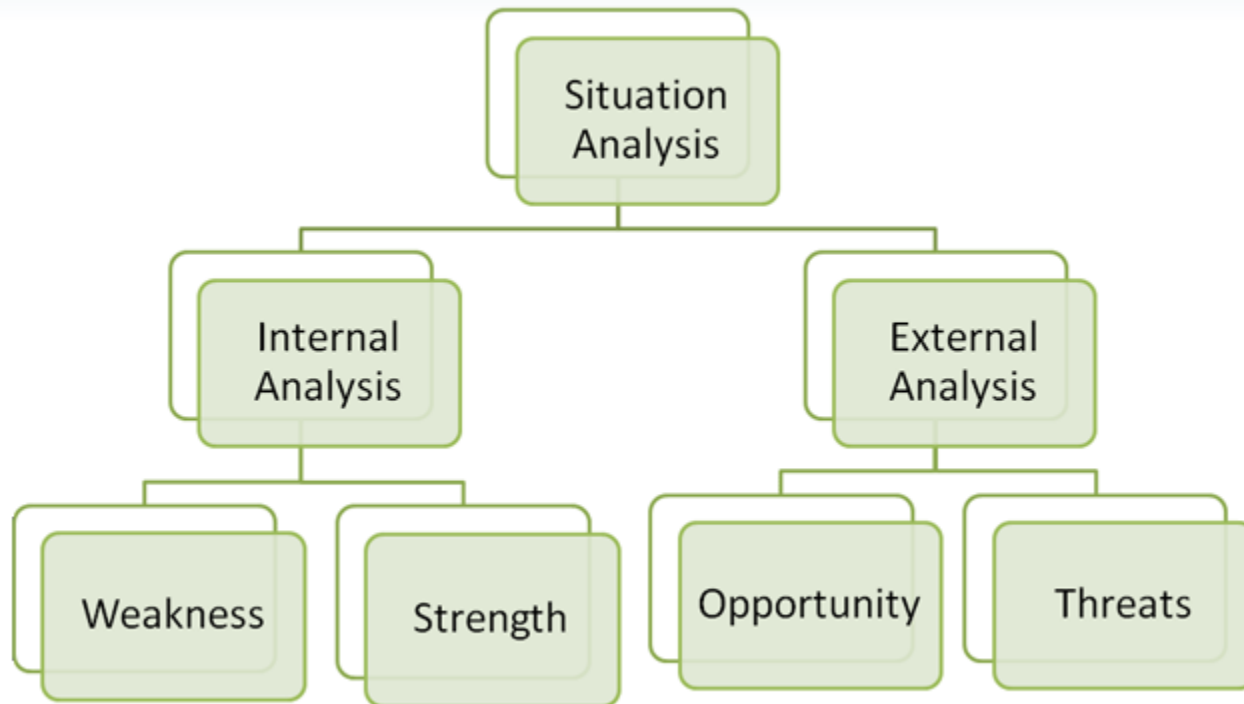 Situation
Analysis
Internal
Analysis
External
Analysis
Weakness
Strength
Opportunity
Threats